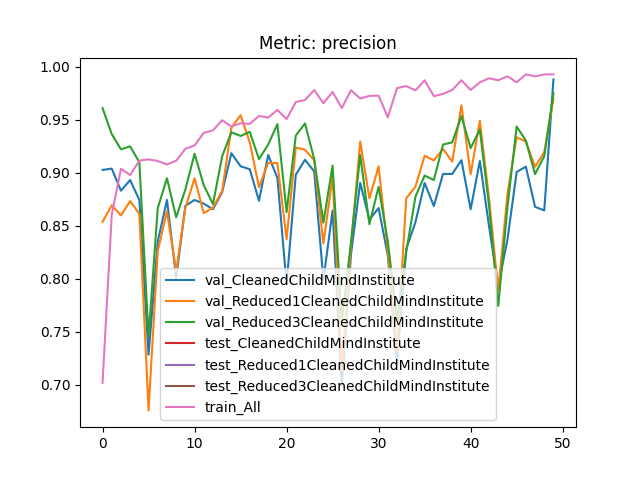 Metric: precision
1.00
0.95
0.90
0.85
0.80
0.75
0.70
val_CleanedChildMindInstitute
val_Reduced1CleanedChildMindInstitute
val_Reduced3CleanedChildMindInstitute
test_CleanedChildMindInstitute
test_Reduced1CleanedChildMindInstitute
test_Reduced3CleanedChildMindInstitute
train_All
0 10 20 30 40 50